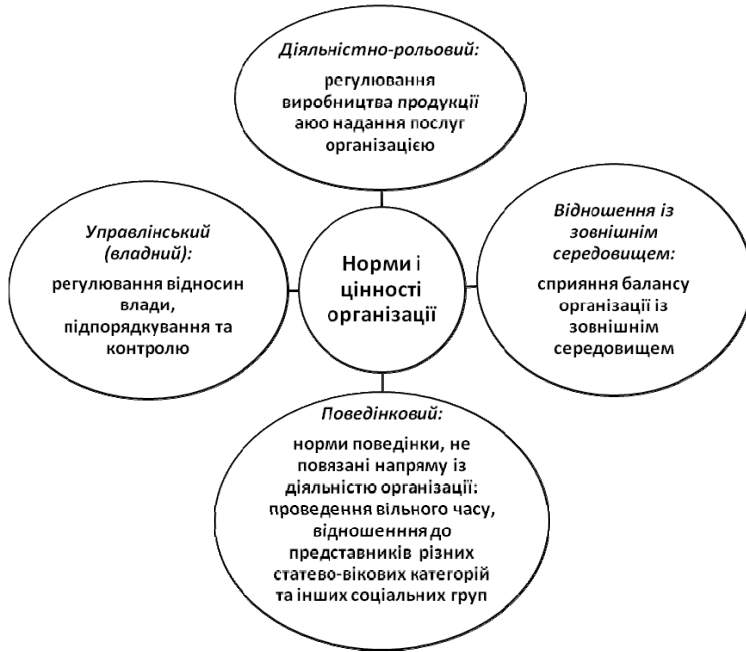 Діяльністно-рольовий:
регулювання
виробництва продукції
аюо надання послуг
організацією
Управлінський
(владний):
регулювання відносин
влади,
підпорядкування та
контролю
Норми і
цінності
організації
Відношення із
зовнішнім
середовищем:
сприяння балансу
організації із
зовнішнім
середовищем
Поведінковий:
норми поведінки, не
повязані напряму із
діяльністю організації:
проведення вільного часу,
відношенння до
представників різних
статево-вікових категорій
та інших соціальних груп